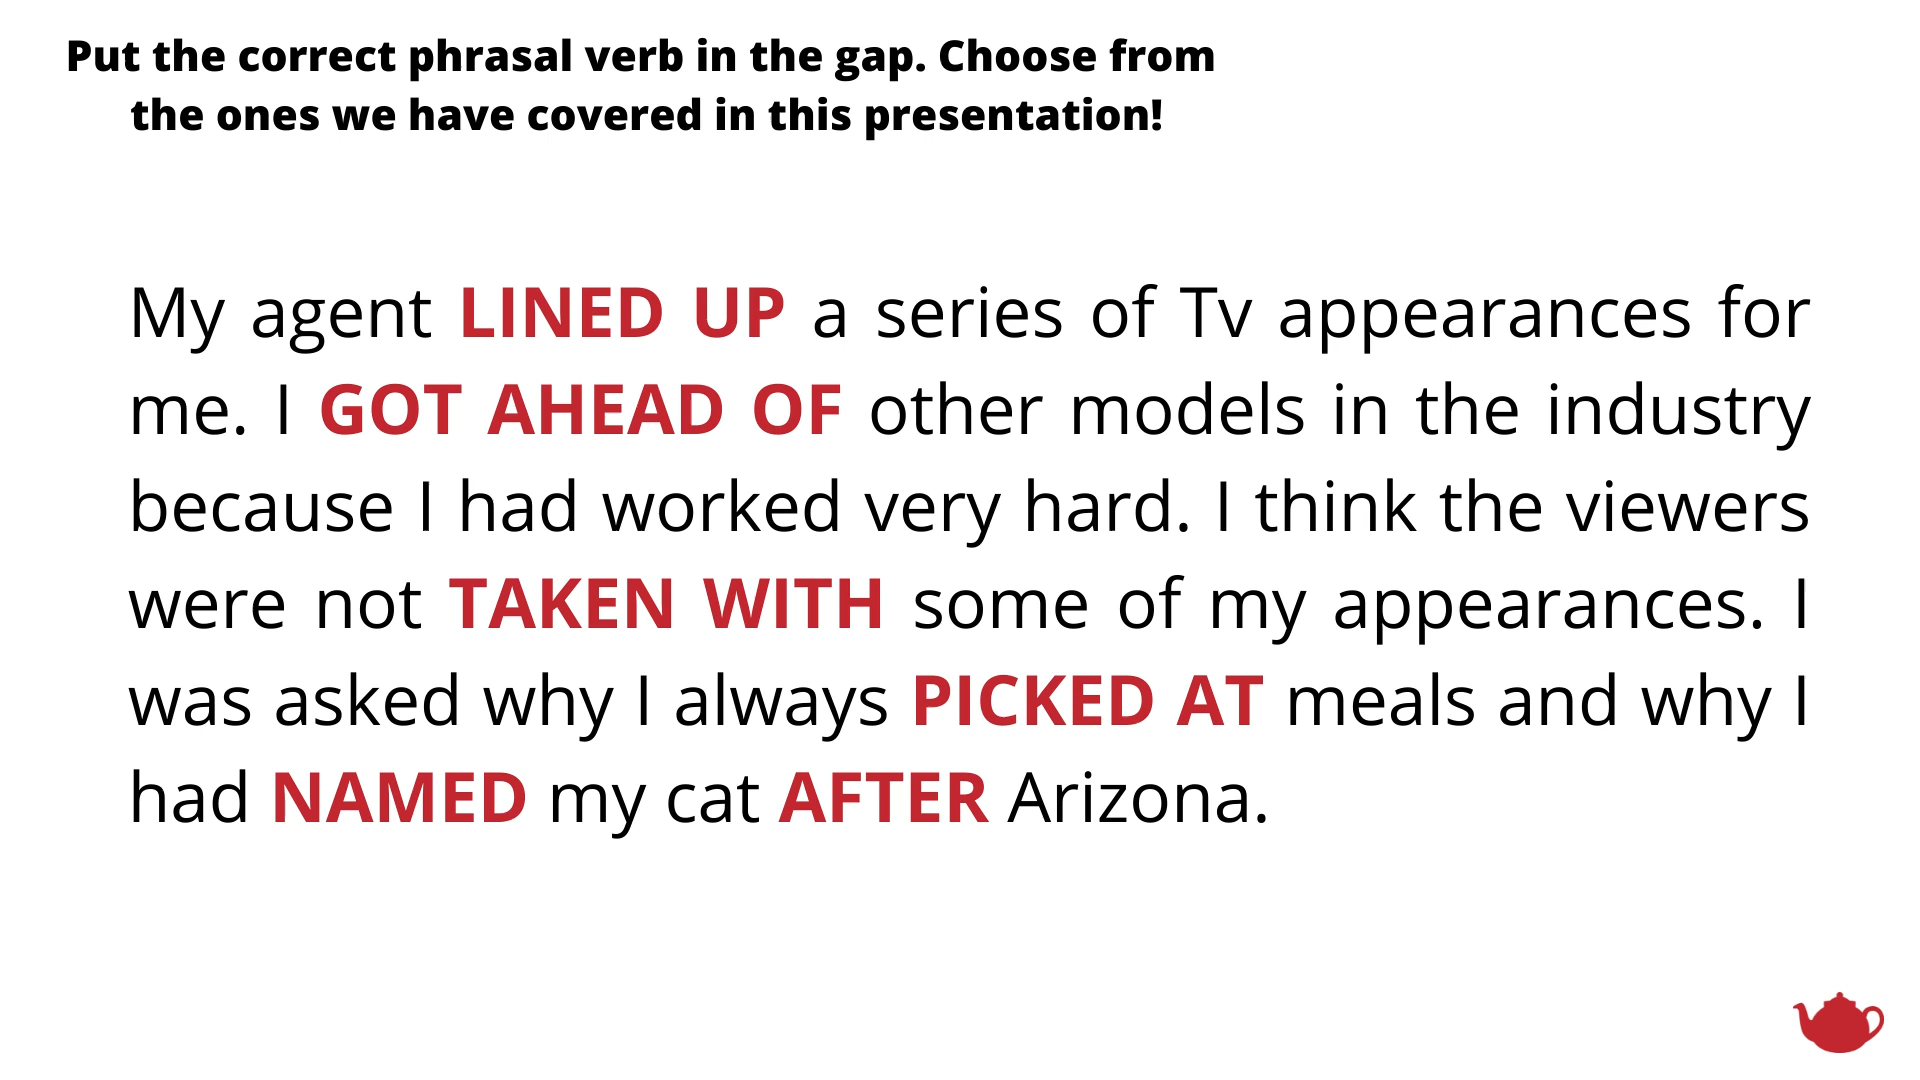 Put the correct phrasal verb in the gap. Choose from
the ones we have covered in this presentation!
My agent LINED UP a series of Tv appearances for
me. I GOT AHEAD OF other models in the industry
because I had worked very hard. I think the viewers
were not TAKEN WITH some of my appearances. I
was asked why I always PICKED AT meals and why I
had NAMED my cat AFTER Arizona.